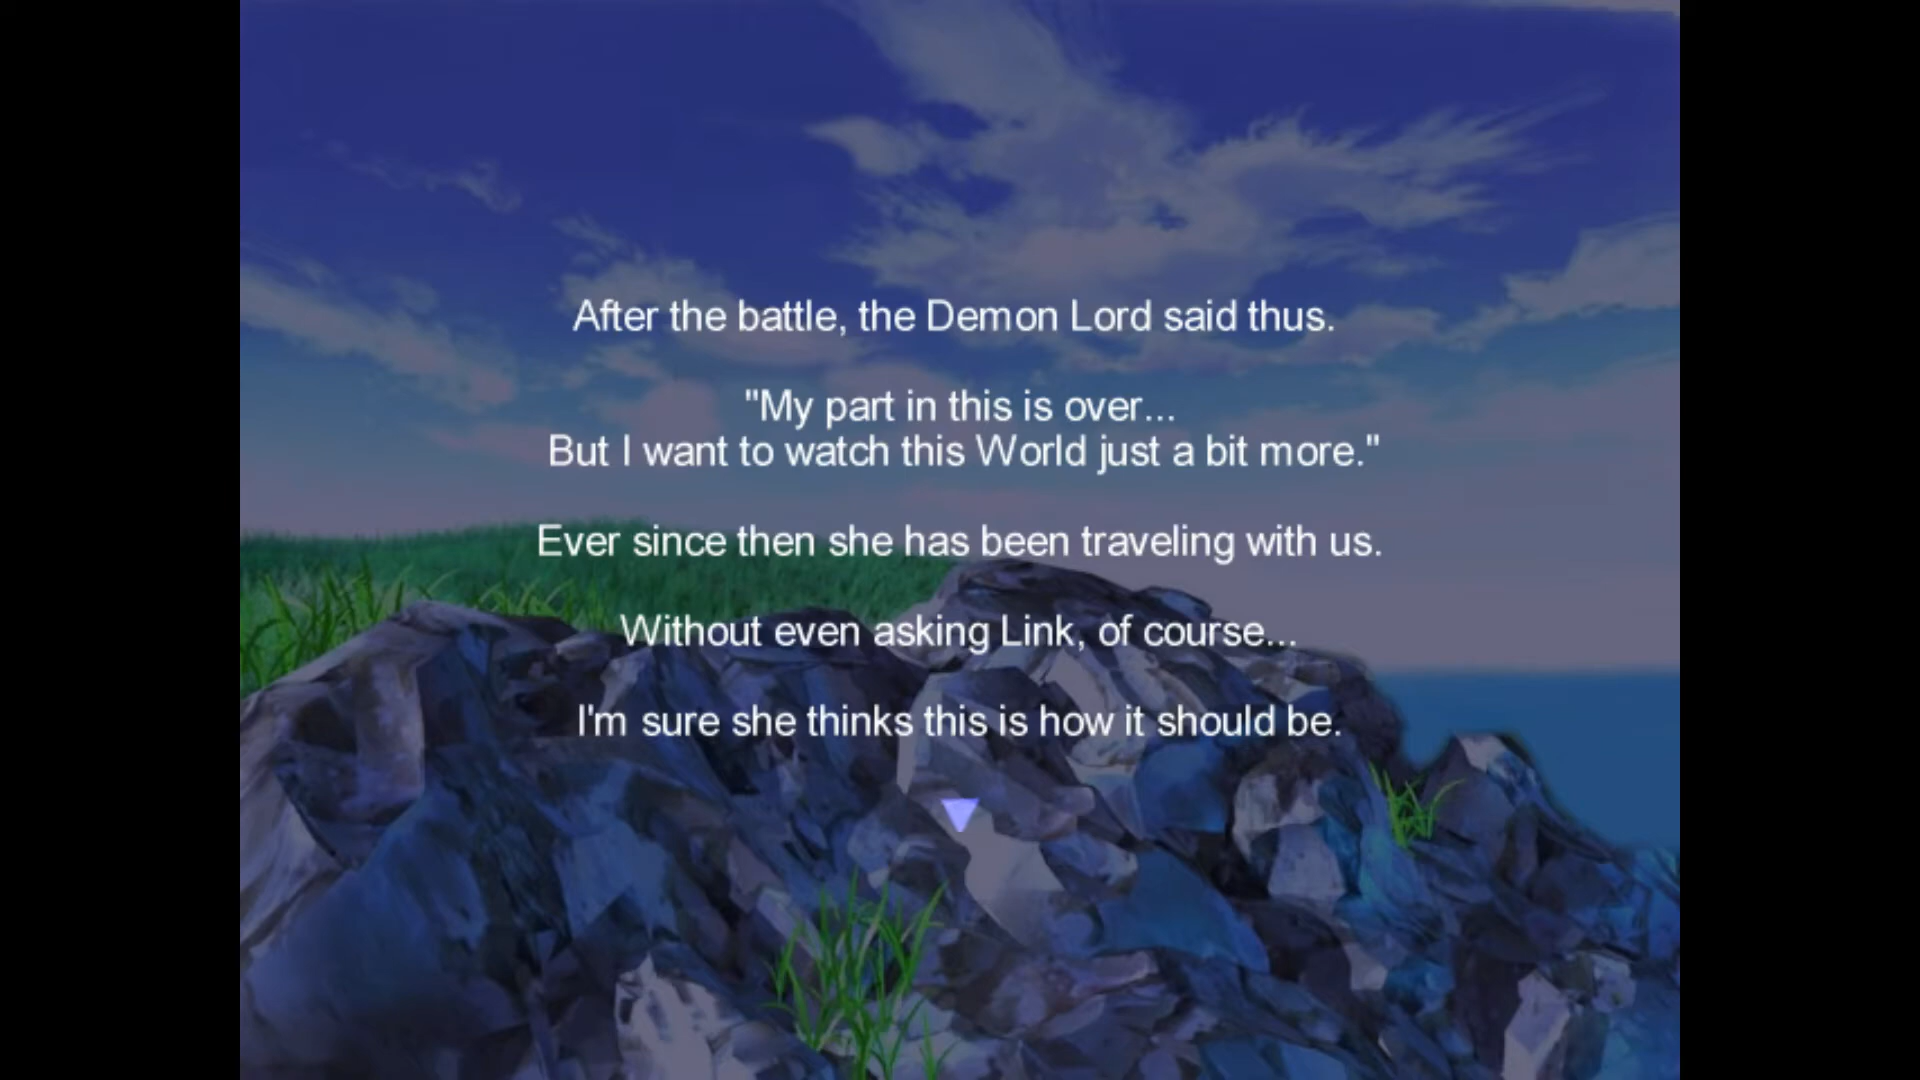 After the battle, the Demon Lord said thus.
"My part in this is over...
But I want to watch this World just a bit more."
Ever since then she has been traveling with us.
Without even asking Link, of course...
I'm sure she thinks this is how it should be.